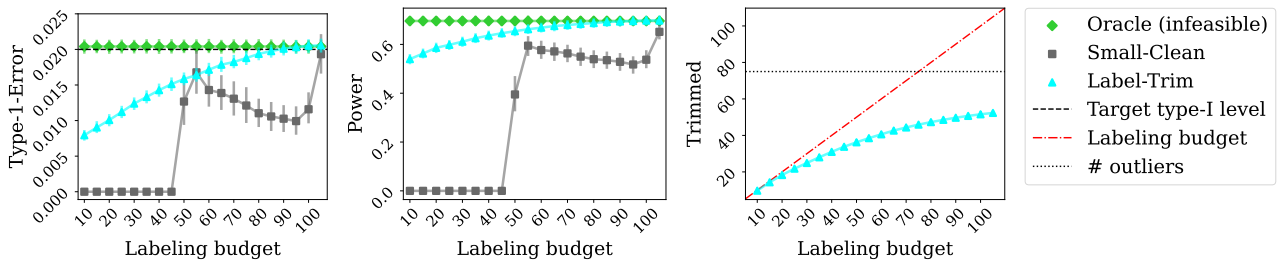 Type-1-Error
0.025
0.020
0.015
0.010
0.005
0.000
10 20 30 40 50 60 70 80 90 100
Labeling budget
Power
0.6
0.4
0.2
0.0
10 20 30 40 50 60 70 80 90 100
Labeling budget
Trimmed
100
80
60
40
20
10 20 30 40 50 60 70 80 90 100
Labeling budget
Oracle (infeasible)
Small-Clean
Label-Trim
Target type-I level
Labeling budget
# outliers